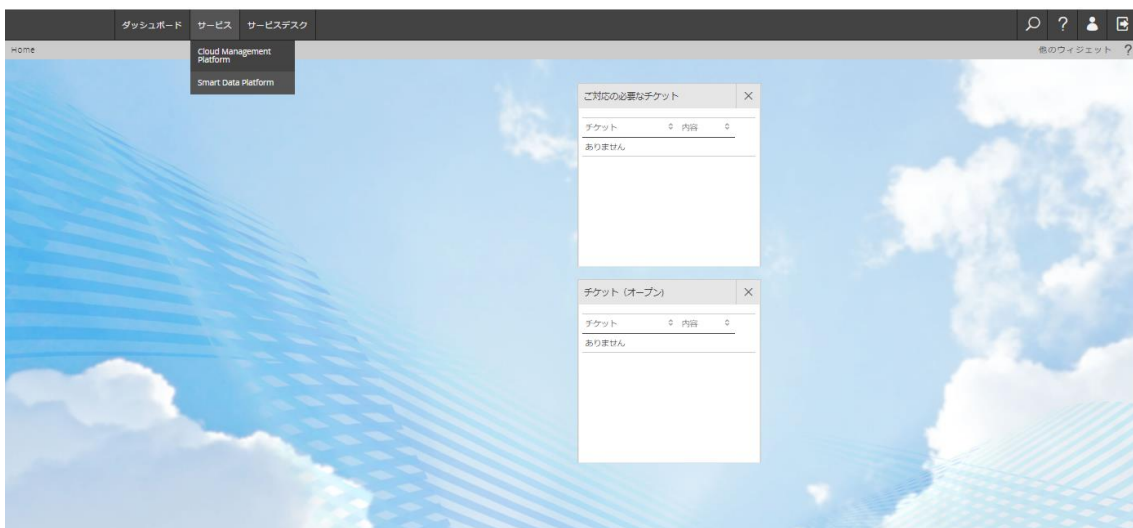 ダッシュボード サービス サービスデスク
Home
他のウィジェット ?
Cloud Management
Platform
Smart Data Platform
ご対応の必要なチケット
チケット 内容
ありません
チケット (オープン)
チケット 内容
ありません